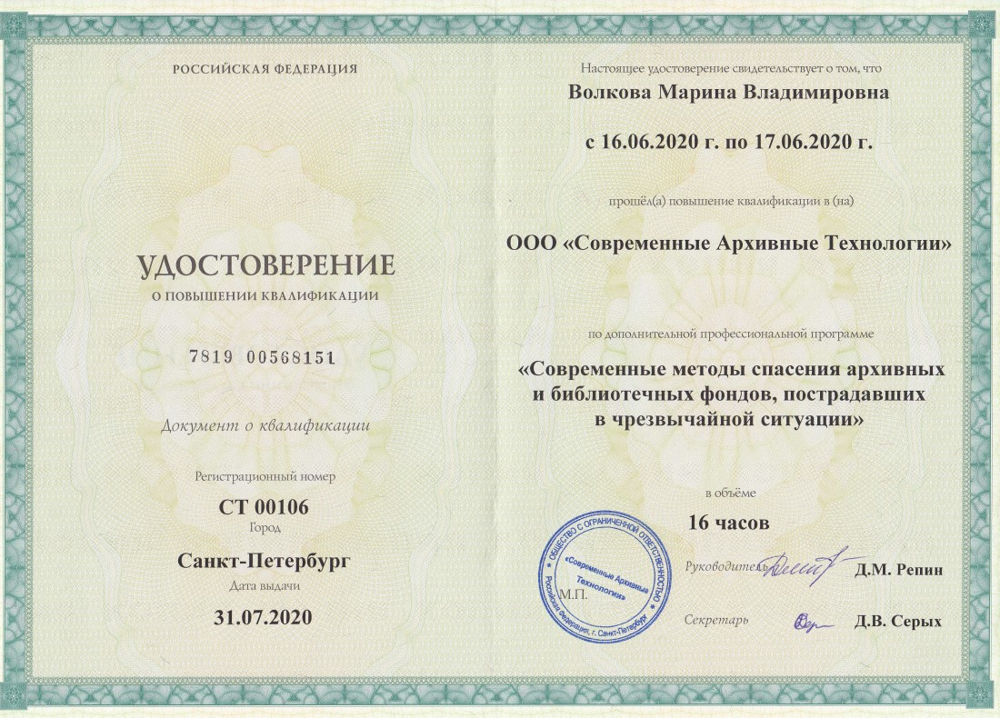 РОССИЙСКАЯ ФЕДЕРАЦИЯ
УДОСТОВЕРЕНИЕ
О ПОВЫШЕНИИ КВАЛИФИКАЦИИ
7819 00568151
Документ о квалификации
Регистрационный номер
СТ 00106
Город
Санкт-Петербург
Дата выдачи
31.07.2020
Настоящее удостоверение свидетельствует о том, что
Волкова Марина Владимировна
с 16.06.2020 г. по 17.06.2020 г.
прошёл(а) повышение квалификации в (на)
ООО «Современные Архивные Технологии»
по дополнительной профессиональной программе
«Современные методы спасения архивных
и библиотечных фондов, пострадавших
в чрезвычайной ситуации»
в объёме
16 часов
Руководитель
Д.М. Репин
Секретарь
Д.В. Серых
М.П.
ОБЩЕСТВО С ОГРАНИЧЕННОЙ ОТВЕТСТВЕННОСТЬЮ
«Современные Архивные
Технологии»
Российская Федерация, г. Санкт-Петербург